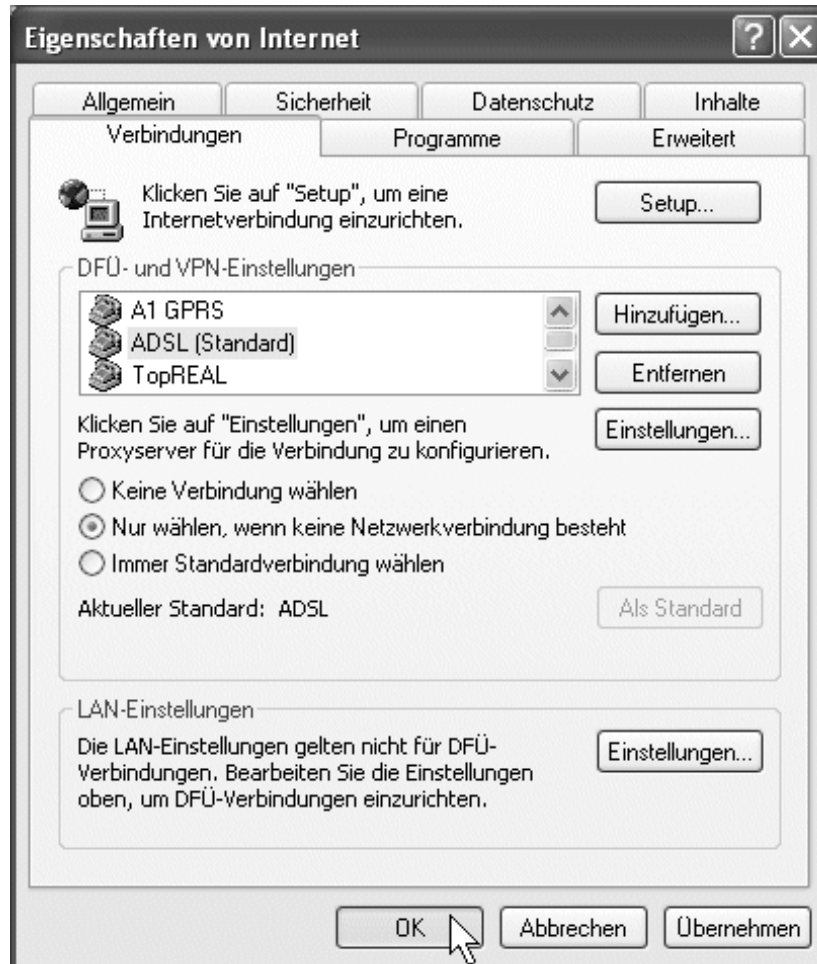 Eigenschaften von Internet
Allgemein Sicherheit Datenschutz Inhalte
Verbindungen Programme Erweitert
Klicken Sie auf "Setup", um eine
Internetverbindung einzurichten.
Setup...
DFÜ- und VPN-Einstellungen
A1 GPRS
ADSL (Standard)
TopREAL
Hinzufügen...
Entfernen
Klicken Sie auf "Einstellungen", um einen
Proxyserver für die Verbindung zu konfigurieren.
Einstellungen...
Keine Verbindung wählen
Nur wählen, wenn keine Netzwerkverbindung besteht
Immer Standardverbindung wählen
Aktueller Standard: ADSL
Als Standard
LAN-Einstellungen
Die LAN-Einstellungen gelten nicht für DFÜ-
Verbindungen. Bearbeiten Sie die Einstellungen
oben, um DFÜ-Verbindungen einzurichten.
Einstellungen...
OK Abbrechen Übernehmen